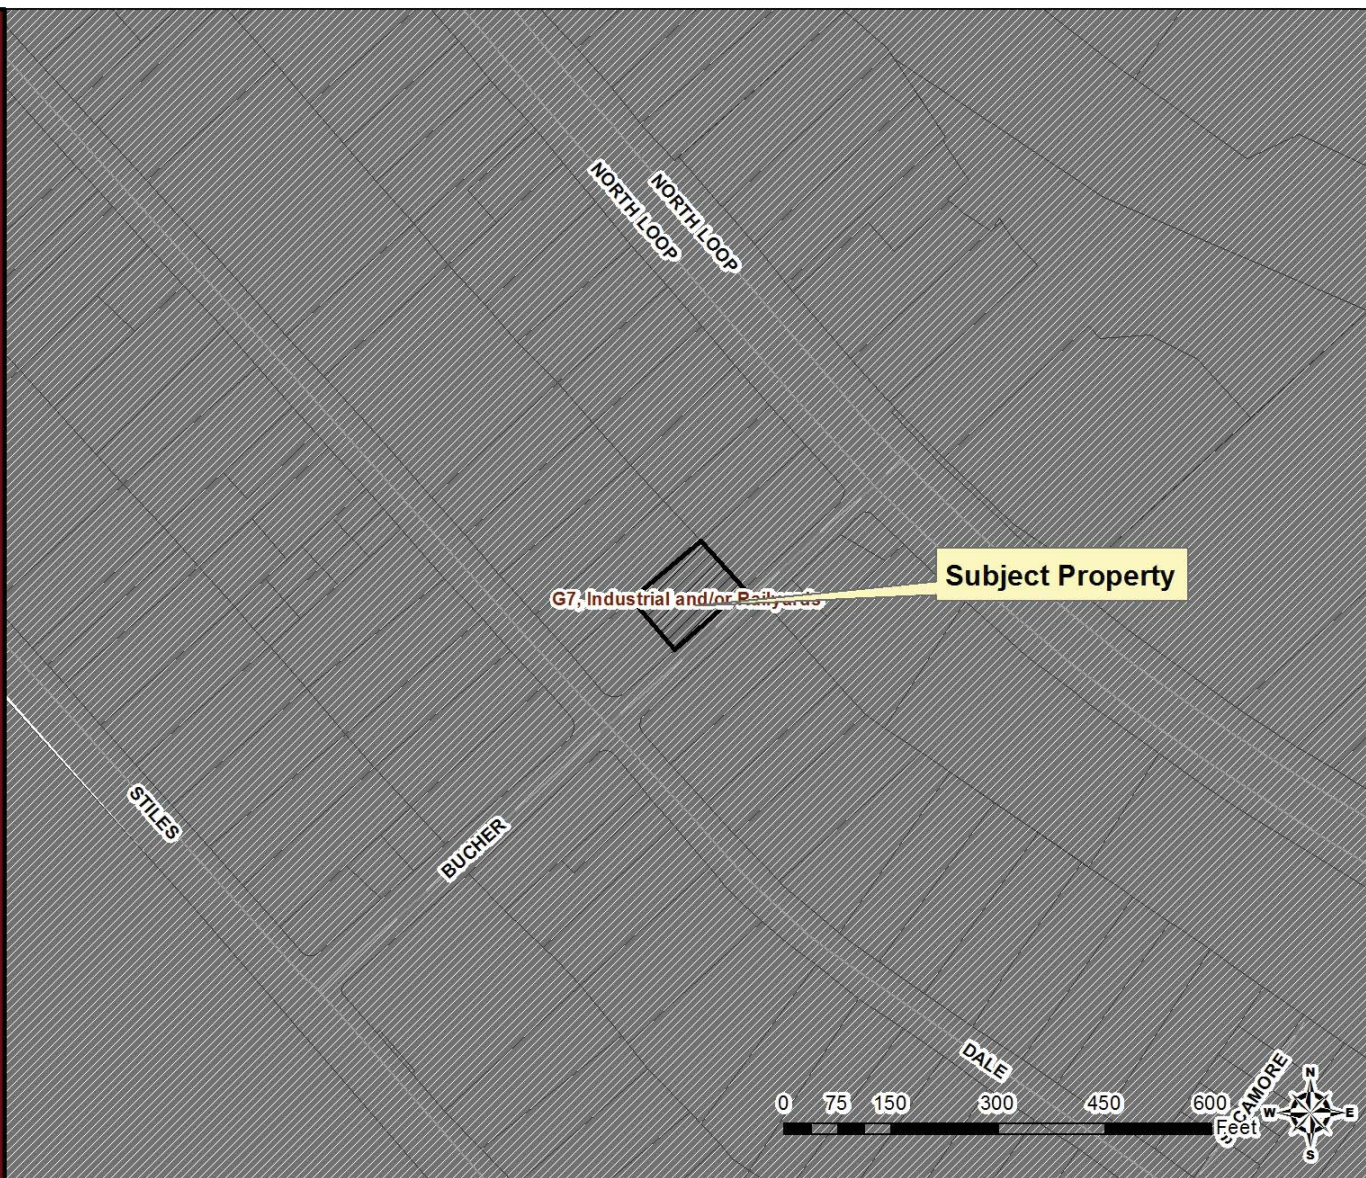 NORTH LOOP
NORTH LOOP
Subject Property
G7, Industrial and/or Railyards
STILES
BUCHER
DALE
CAMORE
0 75 150 300 450 600
Feet
N
W E
S